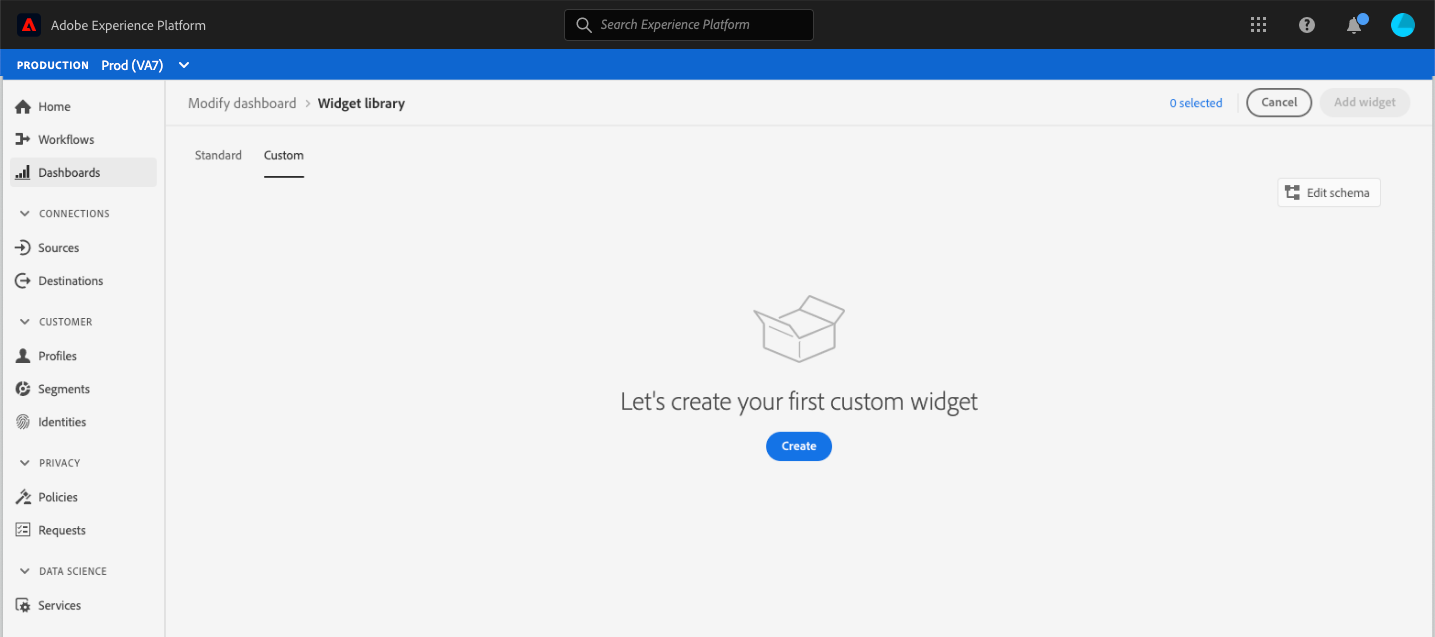 Adobe Experience Platform
Search Experience Platform
PRODUCTION Prod (VA7)
Home
Workflows
Dashboards
CONNECTIONS
Sources
Destinations
CUSTOMER
Profiles
Segments
Identities
PRIVACY
Policies
Requests
DATA SCIENCE
Services
Modify dashboard > Widget library
0 selected
Cancel
Add widget
Standard
Custom
Edit schema
Let's create your first custom widget
Create